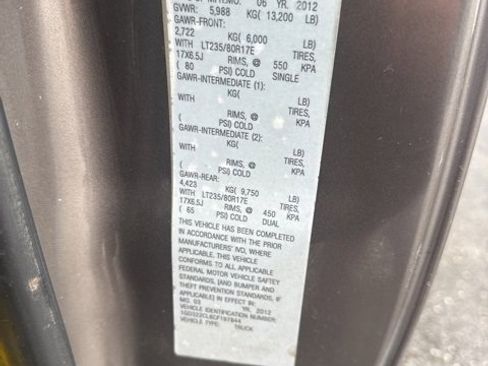 06 YR. 2012
GVWR: 5,988 KG( 13,200 LB)
GAWR-FRONT:
2,722 KG( 6,000 LB)
WITH LT235/80R17E TIRES,
17X6.5J RIMS, @ 550 KPA
( 80 PSI) COLD SINGLE
GAWR-INTERMEDIATE (1):
KG( LB)
WITH TIRES,
RIMS, @ KPA
( PSI) COLD
GAWR-INTERMEDIATE (2):
KG( LB)
WITH TIRES,
RIMS, @ KPA
( PSI) COLD
GAWR-REAR:
4,423 KG( 9,750 LB)
WITH LT235/80R17E TIRES,
17X6.5J RIMS, @ 450 KPA
( 65 PSI) COLD DUAL
THIS VEHICLE HAS BEEN COMPLETED
IN ACCORDANCE WITH THE PRIOR
MANUFACTURERS' IVD, WHERE
APPLICABLE. THIS VEHICLE
CONFORMS TO ALL APPLICABLE
FEDERAL MOTOR VEHICLE SAFETY
STANDARDS, [AND BUMPER AND
THEFT PREVENTION STANDARDS, IF
APPLICABLE] IN EFFECT IN:
MO. 03 YR. 2012
VEHICLE IDENTIFICATION NUMBER:
VEHICLE TYPE: TRUCK